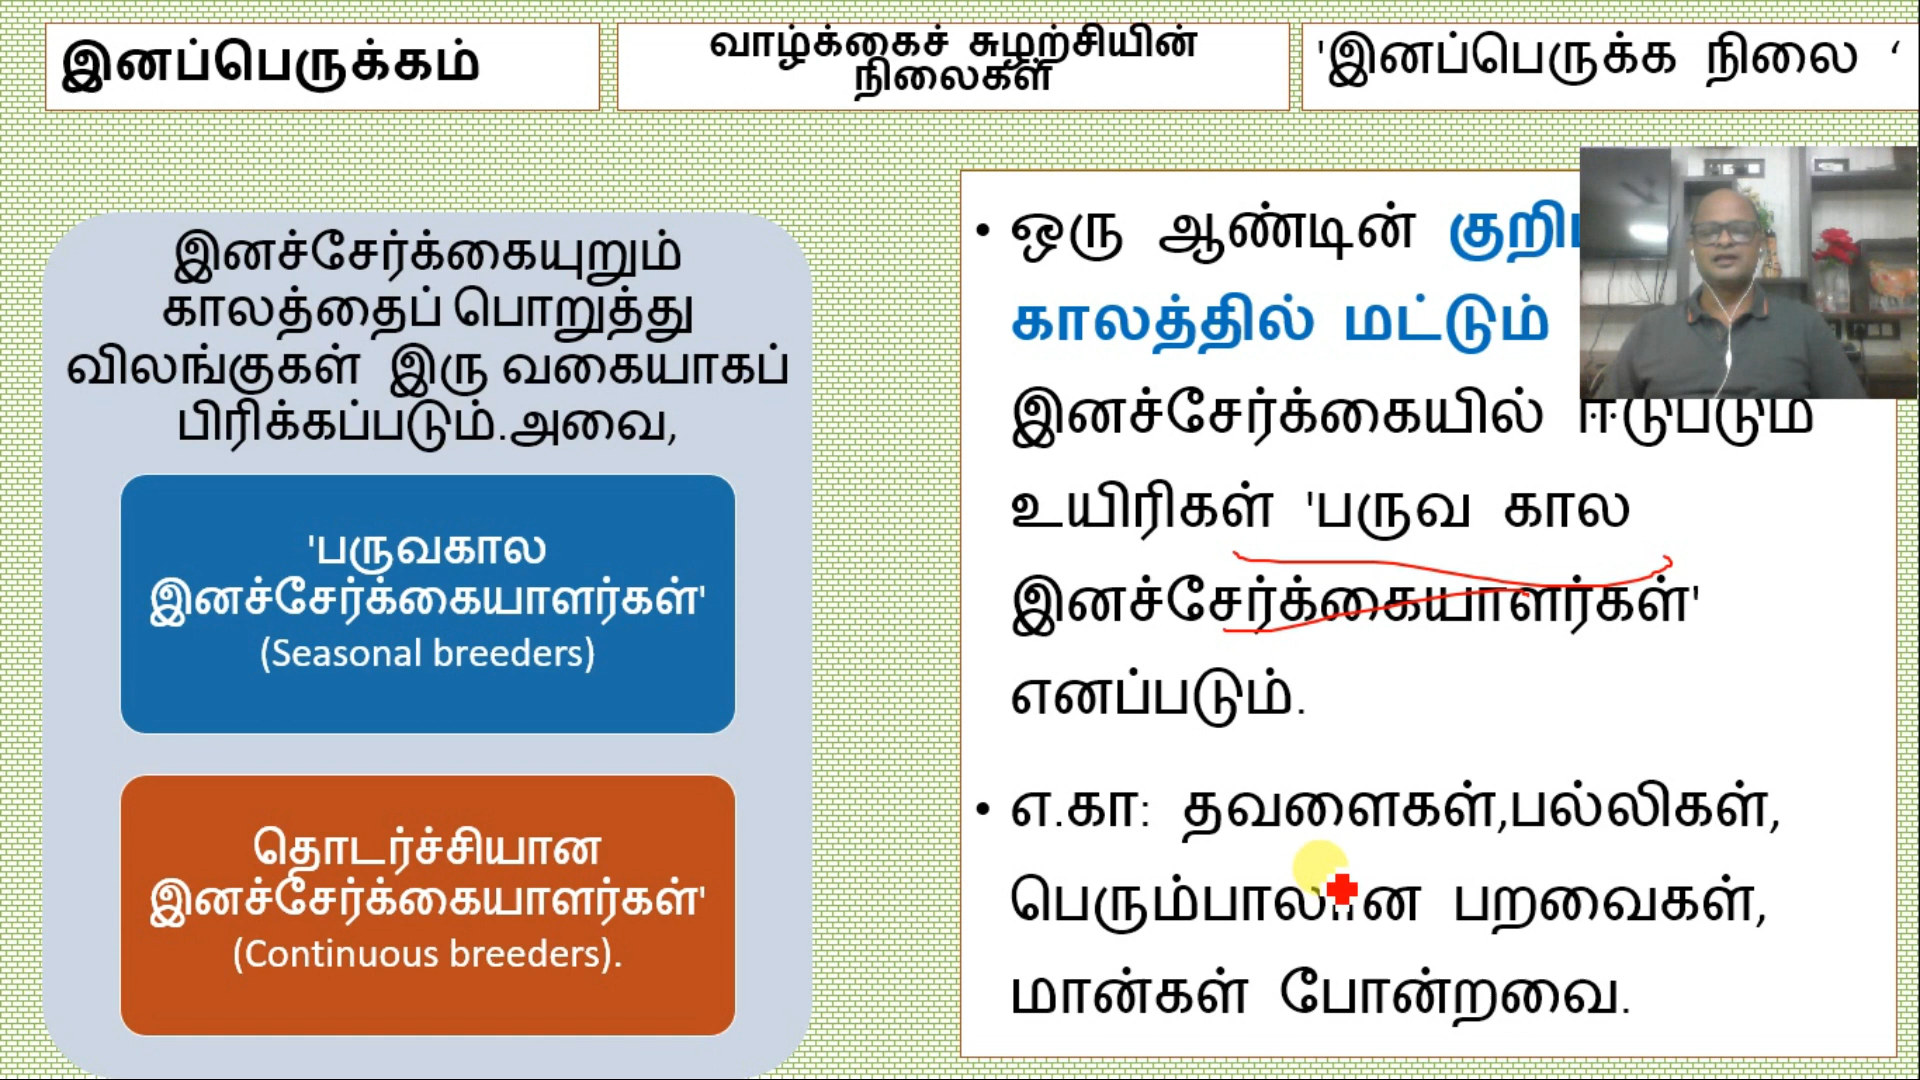 இனப்பெருக்கம்
வாழ்க்கைச் சுழற்சியின்
நிலைகள்
'இனப்பெருக்க நிலை ‘
இனச்சேர்க்கையுறும்
காலத்தைப் பொறுத்து
விலங்குகள் இரு வகையாகப்
பிரிக்கப்படும்.அவை,
'பருவகால
இனச்சேர்க்கையாளர்கள்'
(Seasonal breeders)
தொடர்ச்சியான
இனச்சேர்க்கையாளர்கள்'
(Continuous breeders).
• ஒரு ஆண்டின்
காலத்தில் மட்டும்
இனச்சேர்க்கையில் ஈடுபடும்
உயிரிகள் 'பருவ கால
இனச்சேர்க்கையாளர்கள்'
எனப்படும்.
• எ.கா: தவளைகள்,பல்லிகள்,
பெரும்பாலான பறவைகள்,
மான்கள் போன்றவை.